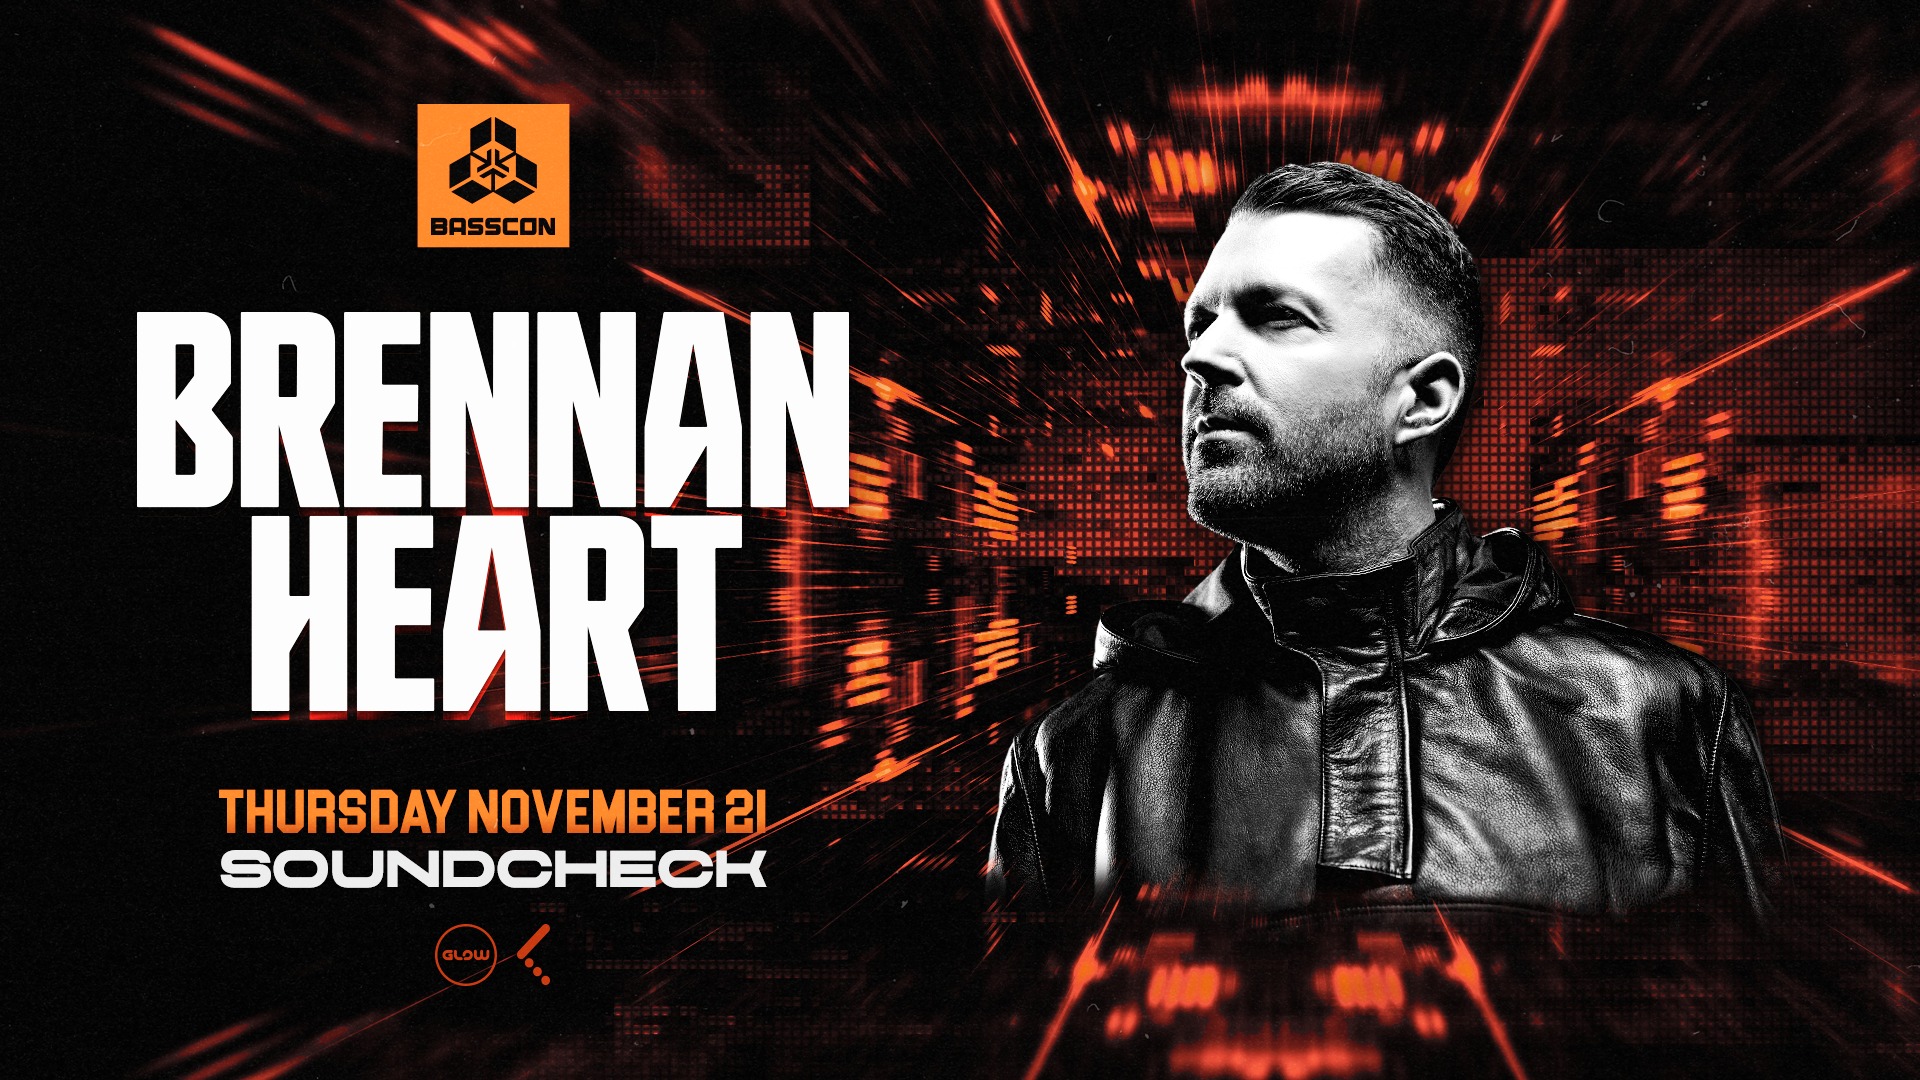 BASSCON
BRENNAN
HEART
THURSDAY NOVEMBER 21
SOUNDCHECK
GLOW